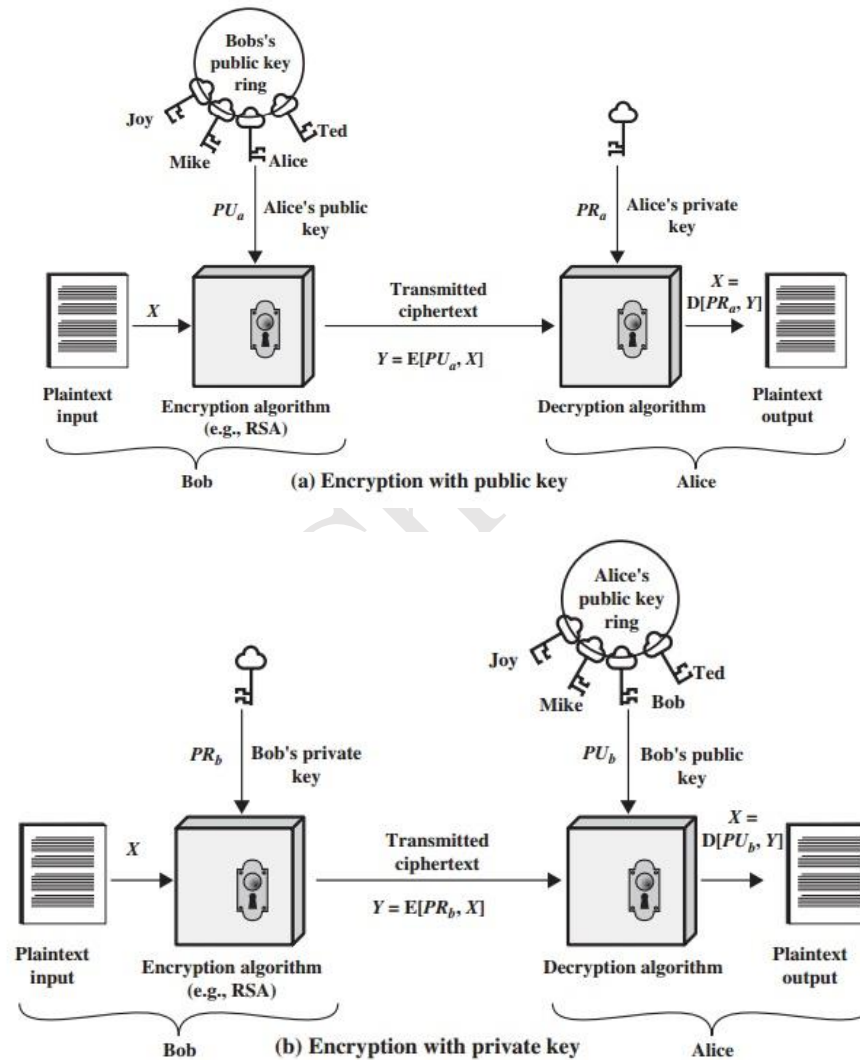 Bobs's
public key
ring
Joy
Ted
Mike
Alice
PUa
Alice's public
key
PRa
Alice's private
key
X
Transmitted
ciphertext
X =
D[PRa, Y]
Y = E[PUa, X]
Plaintext
input
Encryption algorithm
(e.g., RSA)
Decryption algorithm
Plaintext
output
Bob
(a) Encryption with public key
Alice
Alice's
public key
ring
Joy
Ted
Mike
Bob
PRb
Bob's private
key
PUb
Bob's public
key
X
Transmitted
ciphertext
X =
D[PUb, Y]
Y = E[PRb, X]
Plaintext
input
Encryption algorithm
(e.g., RSA)
Decryption algorithm
Plaintext
output
Bob
(b) Encryption with private key
Alice